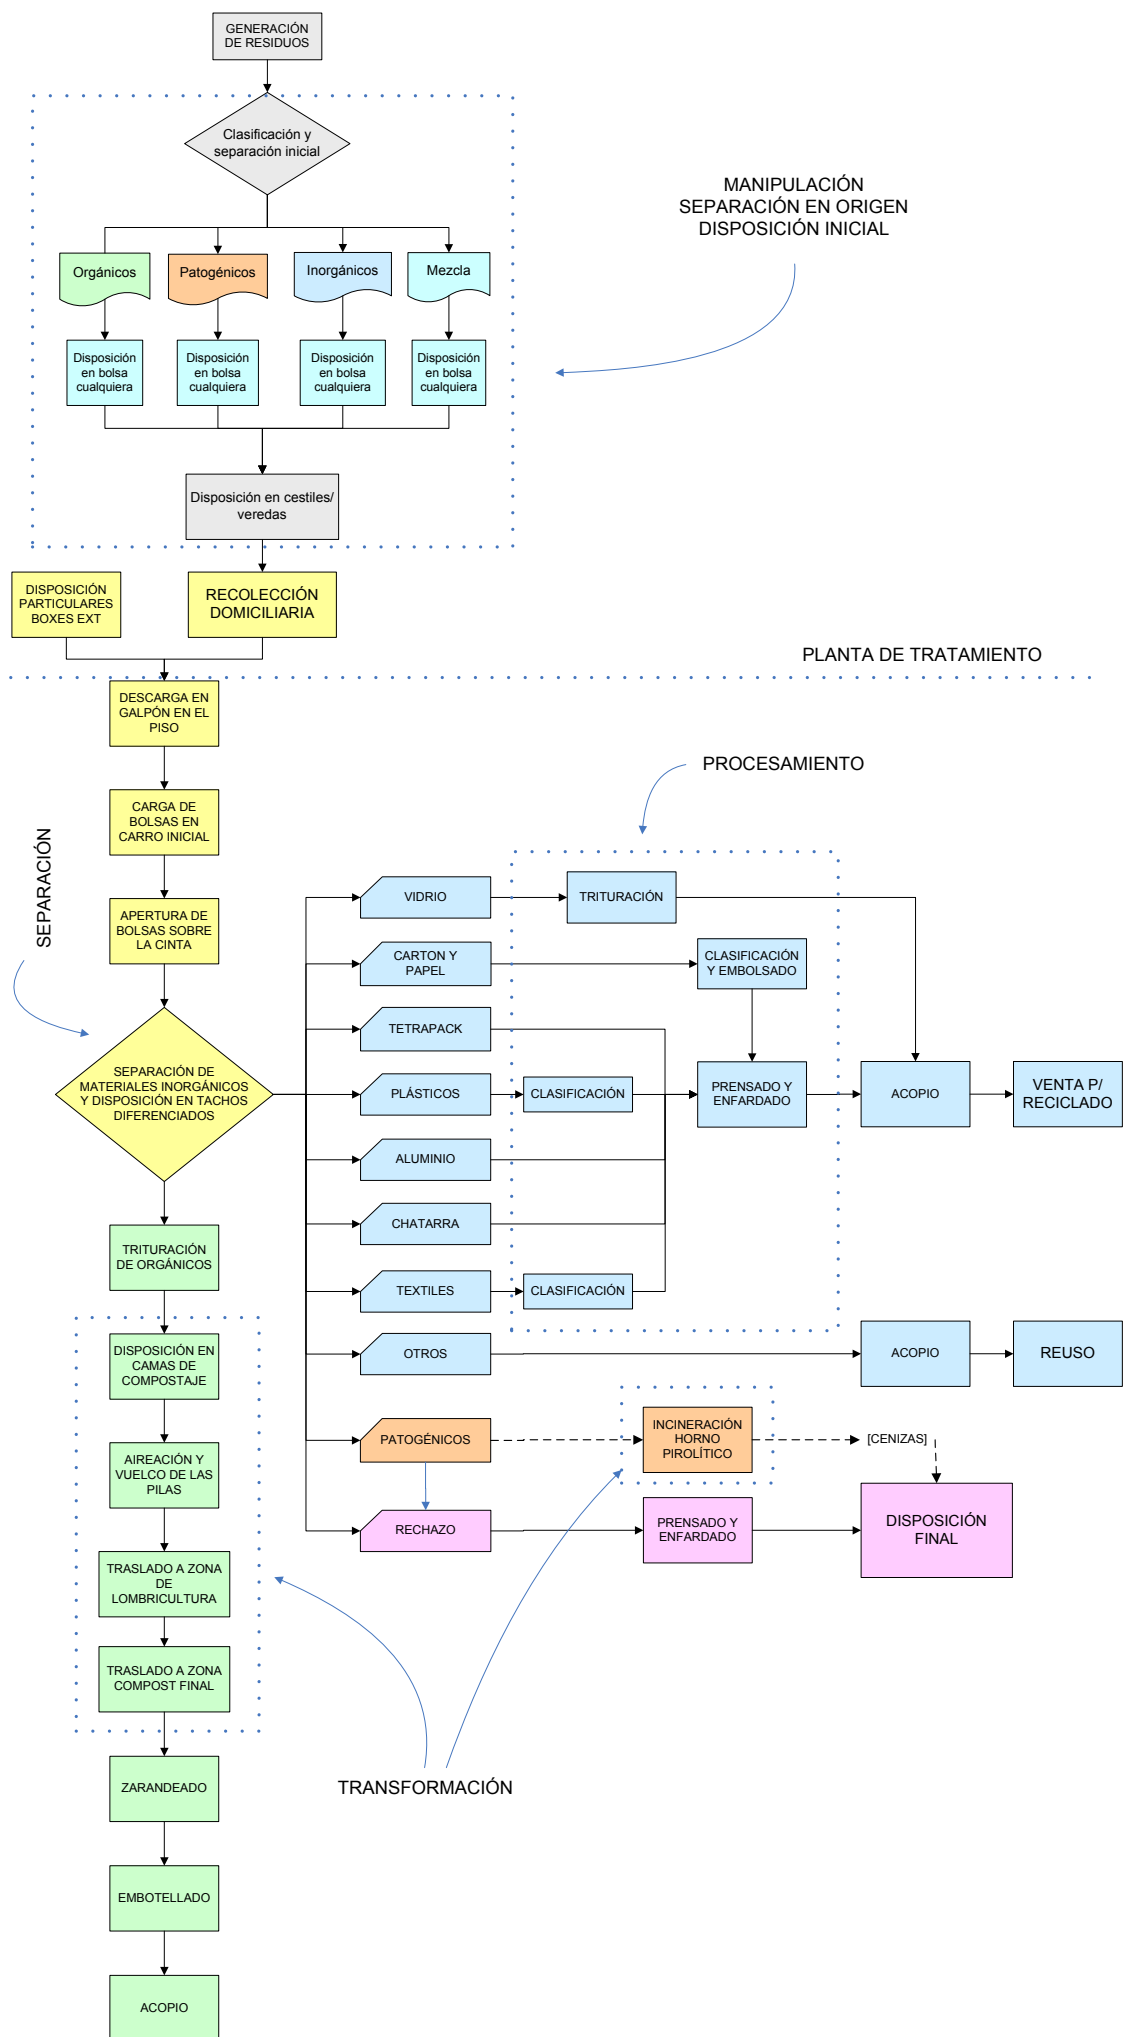 GENERACIÓN
DE RESIDUOS
Clasificación y
separación inicial
MANIPULACIÓN
SEPARACIÓN EN ORIGEN
DISPOSICIÓN INICIAL
Orgánicos
Patogénicos
Inorgánicos
Mezcla
Disposición
en bolsa
cualquiera
Disposición
en bolsa
cualquiera
Disposición
en bolsa
cualquiera
Disposición
en bolsa
cualquiera
Disposición en cestiles/
veredas
DISPOSICIÓN
PARTICULARES
BOXES EXT
RECOLECCIÓN
DOMICILIARIA
PLANTA DE TRATAMIENTO
DESCARGA EN
GALPÓN EN EL
PISO
CARGA DE
BOLSAS EN
CARRO INICIAL
APERTURA DE
BOLSAS SOBRE
LA CINTA
SEPARACIÓN
SEPARACIÓN DE
MATERIALES INORGÁNICOS
Y DISPOSICIÓN EN TACHOS
DIFERENCIADOS
PROCESAMIENTO
VIDRIO
TRITURACIÓN
CARTON Y
PAPEL
CLASIFICACIÓN
Y EMBOLSADO
TETRAPACK
PLÁSTICOS
CLASIFICACIÓN
PRENSADO Y
ENFARDADO
ACOPIO
VENTA P/
RECICLADO
ALUMINIO
CHATARRA
TEXTILES
CLASIFICACIÓN
OTROS
ACOPIO
REUSO
PATOGÉNICOS
INCINERACIÓN
HORNO
PIROLÍTICO
[CENIZAS]
RECHAZO
PRENSADO Y
ENFARDADO
DISPOSICIÓN
FINAL
TRITURACIÓN
DE ORGÁNICOS
DISPOSICIÓN EN
CAMAS DE
COMPOSTAJE
AIREACIÓN Y
VUELCO DE LAS
PILAS
TRASLADO A ZONA
DE
LOMBRICULTURA
TRASLADO A ZONA
COMPOST FINAL
TRANSFORMACIÓN
ZARANDEADO
EMBOTELLADO
ACOPIO